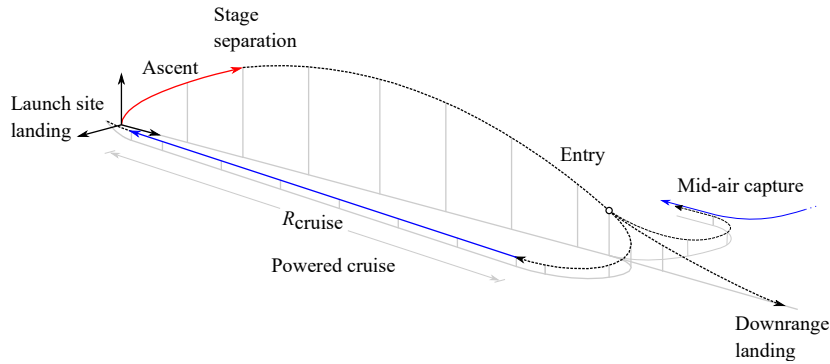 Stage
separation
Ascent
Launch site
landing
Entry
Mid-air capture
Rcruise
Powered cruise
Downrange
landing